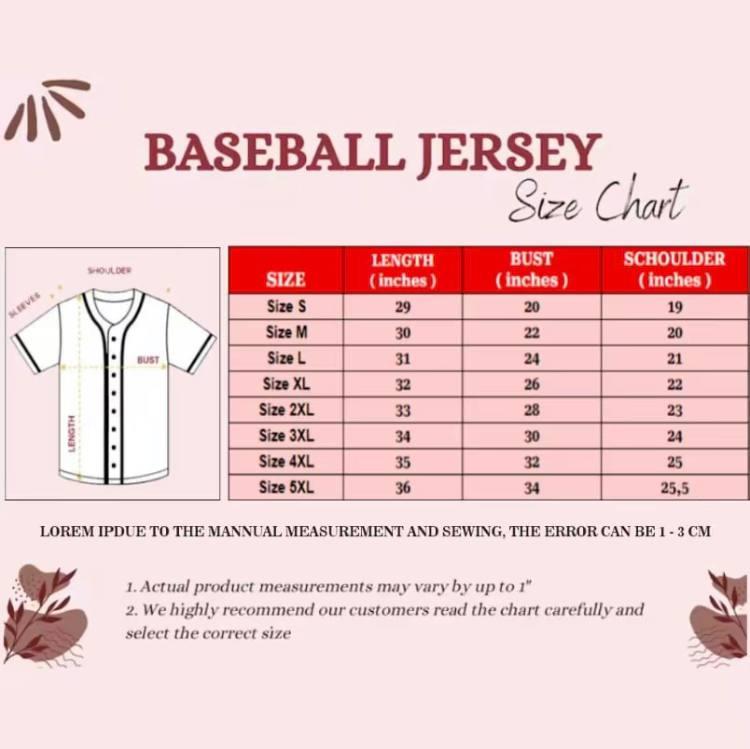 BASEBALL JERSEY
Size Chart
SHOULDER
SLEEVES
BUST
LENGTH
SIZE LENGTH ( inches ) BUST ( inches ) SCHOULDER ( inches )
Size S 29 20 19
Size M 30 22 20
Size L 31 24 21
Size XL 32 26 22
Size 2XL 33 28 23
Size 3XL 34 30 24
Size 4XL 35 32 25
Size 5XL 36 34 25,5
LOREM IPDUE TO THE MANNUAL MEASUREMENT AND SEWING, THE ERROR CAN BE 1 - 3 CM
1. Actual product measurements may vary by up to 1"
2. We highly recommend our customers read the chart carefully and
select the correct size